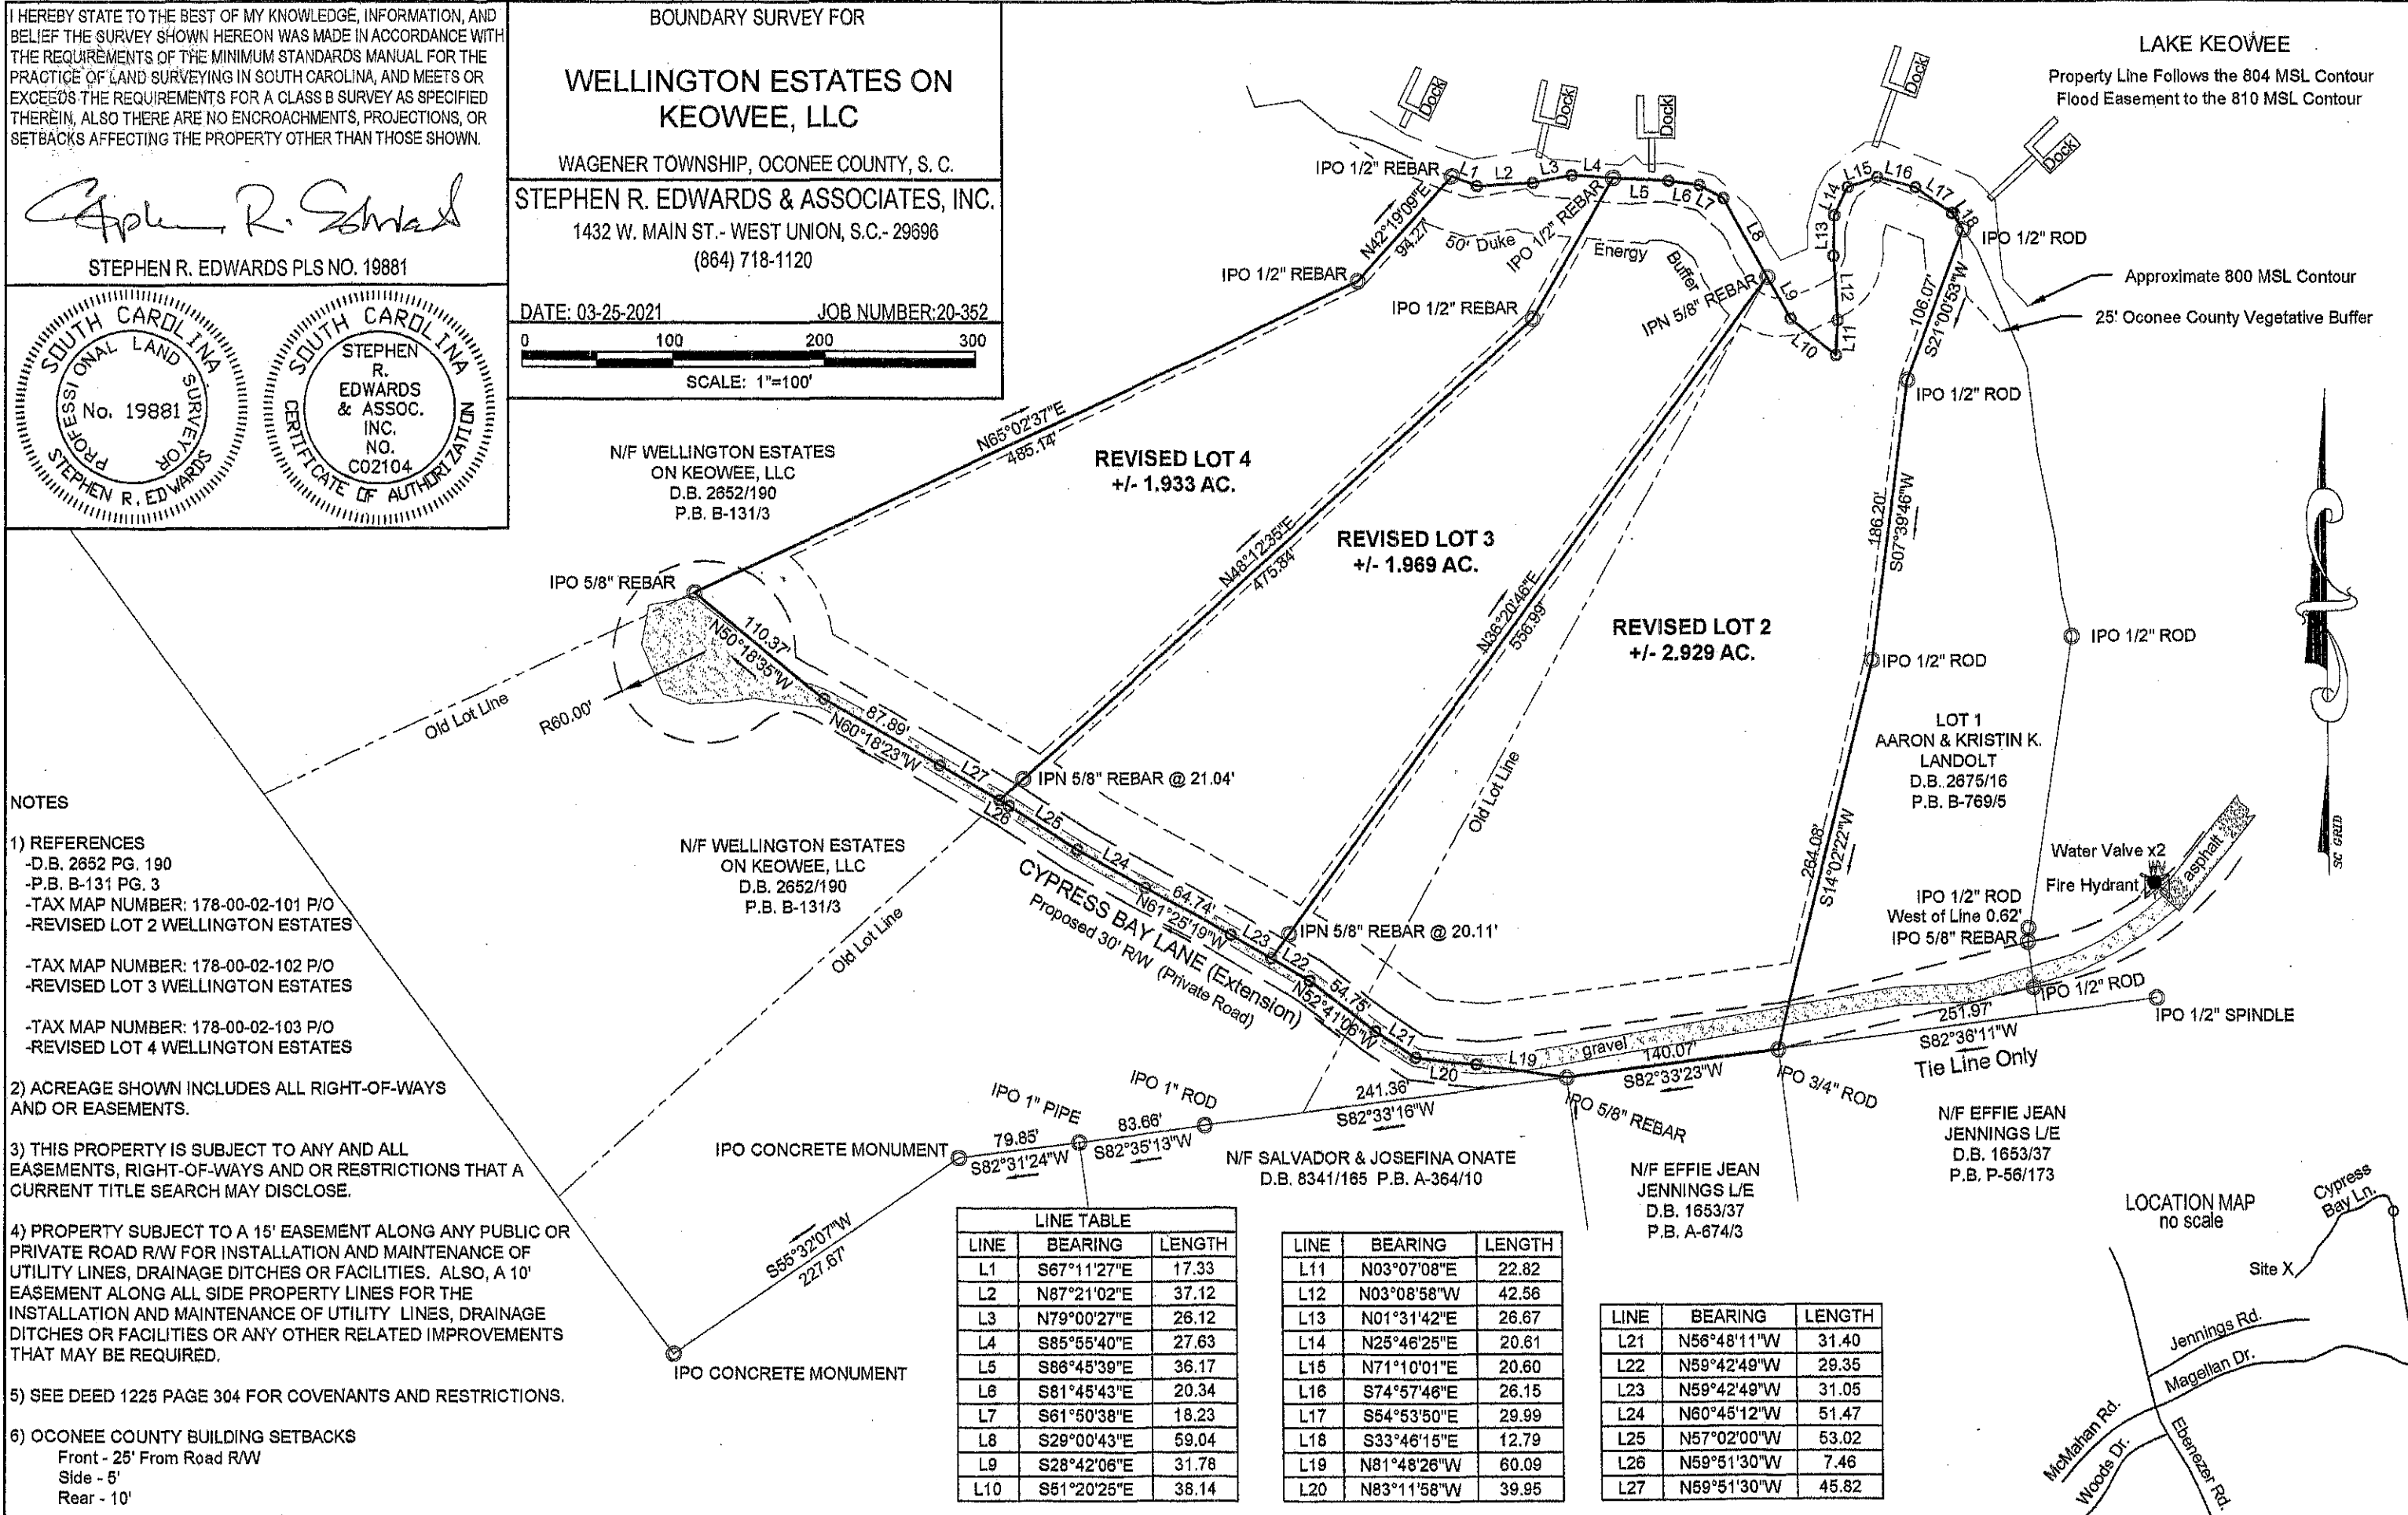 I HEREBY STATE TO THE BEST OF MY KNOWLEDGE, INFORMATION, AND
BELIEF THE SURVEY SHOWN HEREON WAS MADE IN ACCORDANCE WITH
THE REQUIREMENTS OF THE MINIMUM STANDARDS MANUAL FOR THE
PRACTICE OF LAND SURVEYING IN SOUTH CAROLINA, AND MEETS OR
EXCEEDS THE REQUIREMENTS FOR A CLASS B SURVEY AS SPECIFIED
THEREIN, ALSO THERE ARE NO ENCROACHMENTS, PROJECTIONS, OR
SETBACKS AFFECTING THE PROPERTY OTHER THAN THOSE SHOWN.
STEPHEN R. EDWARDS PLS NO. 19881
SOUTH CAROLINA
PROFESSIONAL LAND SURVEYOR
No. 19881
STEPHEN R. EDWARDS
SOUTH CAROLINA
STEPHEN
R.
EDWARDS
& ASSOC.
INC.
NO.
C02104
CERTIFICATE OF AUTHORIZATION
BOUNDARY SURVEY FOR
WELLINGTON ESTATES ON
KEOWEE, LLC
WAGENER TOWNSHIP, OCONEE COUNTY, S. C.
STEPHEN R. EDWARDS & ASSOCIATES, INC.
1432 W. MAIN ST.- WEST UNION, S.C.- 29696
(864) 718-1120
DATE: 03-25-2021 JOB NUMBER:20-352
0 100 200 300
SCALE: 1"=100'
LAKE KEOWEE
Property Line Follows the 804 MSL Contour
Flood Easement to the 810 MSL Contour
Dock
Dock
Dock
Dock
Dock
IPO 1/2" REBAR
L1
L2
L3
L4
L5
L6
L7
L8
L9
L10
L11
L12
L13
L14
L15
L16
L17
L18
IPO 1/2" ROD
N42°19'09"E
94.27'
50' Duke
Energy
Buffer
IPO 1/2" REBAR
IPO 1/2" REBAR
IPO 1/2" REBAR
IPN 5/8" REBAR
Approximate 800 MSL Contour
25' Oconee County Vegetative Buffer
106.07'
S21°00'53"W
IPO 1/2" ROD
N65°02'37"E
485.14'
N/F WELLINGTON ESTATES
ON KEOWEE, LLC
D.B. 2652/190
P.B. B-131/3
REVISED LOT 4
+/- 1.933 AC.
REVISED LOT 3
+/- 1.969 AC.
REVISED LOT 2
+/- 2.929 AC.
N48°12'35"E
475.84'
N36°20'46"E
556.99'
186.20'
S07°39'46"W
IPO 1/2" ROD
IPO 1/2" ROD
IPO 5/8" REBAR
110.37'
N50°18'35"W
R60.00'
Old Lot Line
87.89'
N60°18'23"W
L27
IPN 5/8" REBAR @ 21.04'
L26
L25
L24
64.74'
N61°25'19"W
L23
IPN 5/8" REBAR @ 20.11'
L22
54.75'
N52°41'06"W
L21
L20
L19
gravel
140.07'
S82°33'23"W
Old Lot Line
Old Lot Line
264.08'
S14°02'22"W
LOT 1
AARON & KRISTIN K.
LANDOLT
D.B. 2675/16
P.B. B-769/5
Water Valve x2
Fire Hydrant
asphalt
IPO 1/2" ROD
West of Line 0.62'
IPO 5/8" REBAR
IPO 1/2" ROD
IPO 1/2" SPINDLE
251.97'
S82°36'11"W
Tie Line Only
SC GRID
N/F WELLINGTON ESTATES
ON KEOWEE, LLC
D.B. 2652/190
P.B. B-131/3
CYPRESS BAY LANE (Extension)
Proposed 30' R/W (Private Road)
IPO 3/4" ROD
IPO 5/8" REBAR
241.36'
S82°33'16"W
IPO 1" ROD
83.66'
S82°35'13"W
IPO 1" PIPE
79.85'
S82°31'24"W
IPO CONCRETE MONUMENT
S55°32'07"W
227.67'
IPO CONCRETE MONUMENT
N/F SALVADOR & JOSEFINA ONATE
D.B. 8341/165 P.B. A-364/10
N/F EFFIE JEAN
JENNINGS L/E
D.B. 1653/37
P.B. A-674/3
N/F EFFIE JEAN
JENNINGS L/E
D.B. 1653/37
P.B. P-56/173
NOTES
1) REFERENCES
-D.B. 2652 PG. 190
-P.B. B-131 PG. 3
-TAX MAP NUMBER: 178-00-02-101 P/O
-REVISED LOT 2 WELLINGTON ESTATES
-TAX MAP NUMBER: 178-00-02-102 P/O
-REVISED LOT 3 WELLINGTON ESTATES
-TAX MAP NUMBER: 178-00-02-103 P/O
-REVISED LOT 4 WELLINGTON ESTATES
2) ACREAGE SHOWN INCLUDES ALL RIGHT-OF-WAYS
AND OR EASEMENTS.
3) THIS PROPERTY IS SUBJECT TO ANY AND ALL
EASEMENTS, RIGHT-OF-WAYS AND OR RESTRICTIONS THAT A
CURRENT TITLE SEARCH MAY DISCLOSE.
4) PROPERTY SUBJECT TO A 15' EASEMENT ALONG ANY PUBLIC OR
PRIVATE ROAD R/W FOR INSTALLATION AND MAINTENANCE OF
UTILITY LINES, DRAINAGE DITCHES OR FACILITIES. ALSO, A 10'
EASEMENT ALONG ALL SIDE PROPERTY LINES FOR THE
INSTALLATION AND MAINTENANCE OF UTILITY LINES, DRAINAGE
DITCHES OR FACILITIES OR ANY OTHER RELATED IMPROVEMENTS
THAT MAY BE REQUIRED.
5) SEE DEED 1225 PAGE 304 FOR COVENANTS AND RESTRICTIONS.
6) OCONEE COUNTY BUILDING SETBACKS
Front - 25' From Road R/W
Side - 5'
Rear - 10'
LINE TABLE
LINE BEARING LENGTH
L1 S67°11'27"E 17.33
L2 N87°21'02"E 37.12
L3 N79°00'27"E 26.12
L4 S85°55'40"E 27.63
L5 S86°45'39"E 36.17
L6 S81°45'43"E 20.34
L7 S61°50'38"E 18.23
L8 S29°00'43"E 59.04
L9 S28°42'06"E 31.78
L10 S51°20'25"E 38.14
LINE BEARING LENGTH
L11 N03°07'08"E 22.82
L12 N03°08'58"W 42.56
L13 N01°31'42"E 26.67
L14 N25°46'25"E 20.61
L15 N71°10'01"E 20.60
L16 S74°57'46"E 26.15
L17 S54°53'50"E 29.99
L18 S33°46'15"E 12.79
L19 N81°48'26"W 60.09
L20 N83°11'58"W 39.95
LINE BEARING LENGTH
L21 N56°48'11"W 31.40
L22 N59°42'49"W 29.35
L23 N59°42'49"W 31.05
L24 N60°45'12"W 51.47
L25 N57°02'00"W 53.02
L26 N59°51'30"W 7.46
L27 N59°51'30"W 45.82
LOCATION MAP
no scale
Cypress
Bay Ln.
Site X
Jennings Rd.
Magellan Dr.
McMahan Rd.
Woods Dr.
Ebenezer Rd.